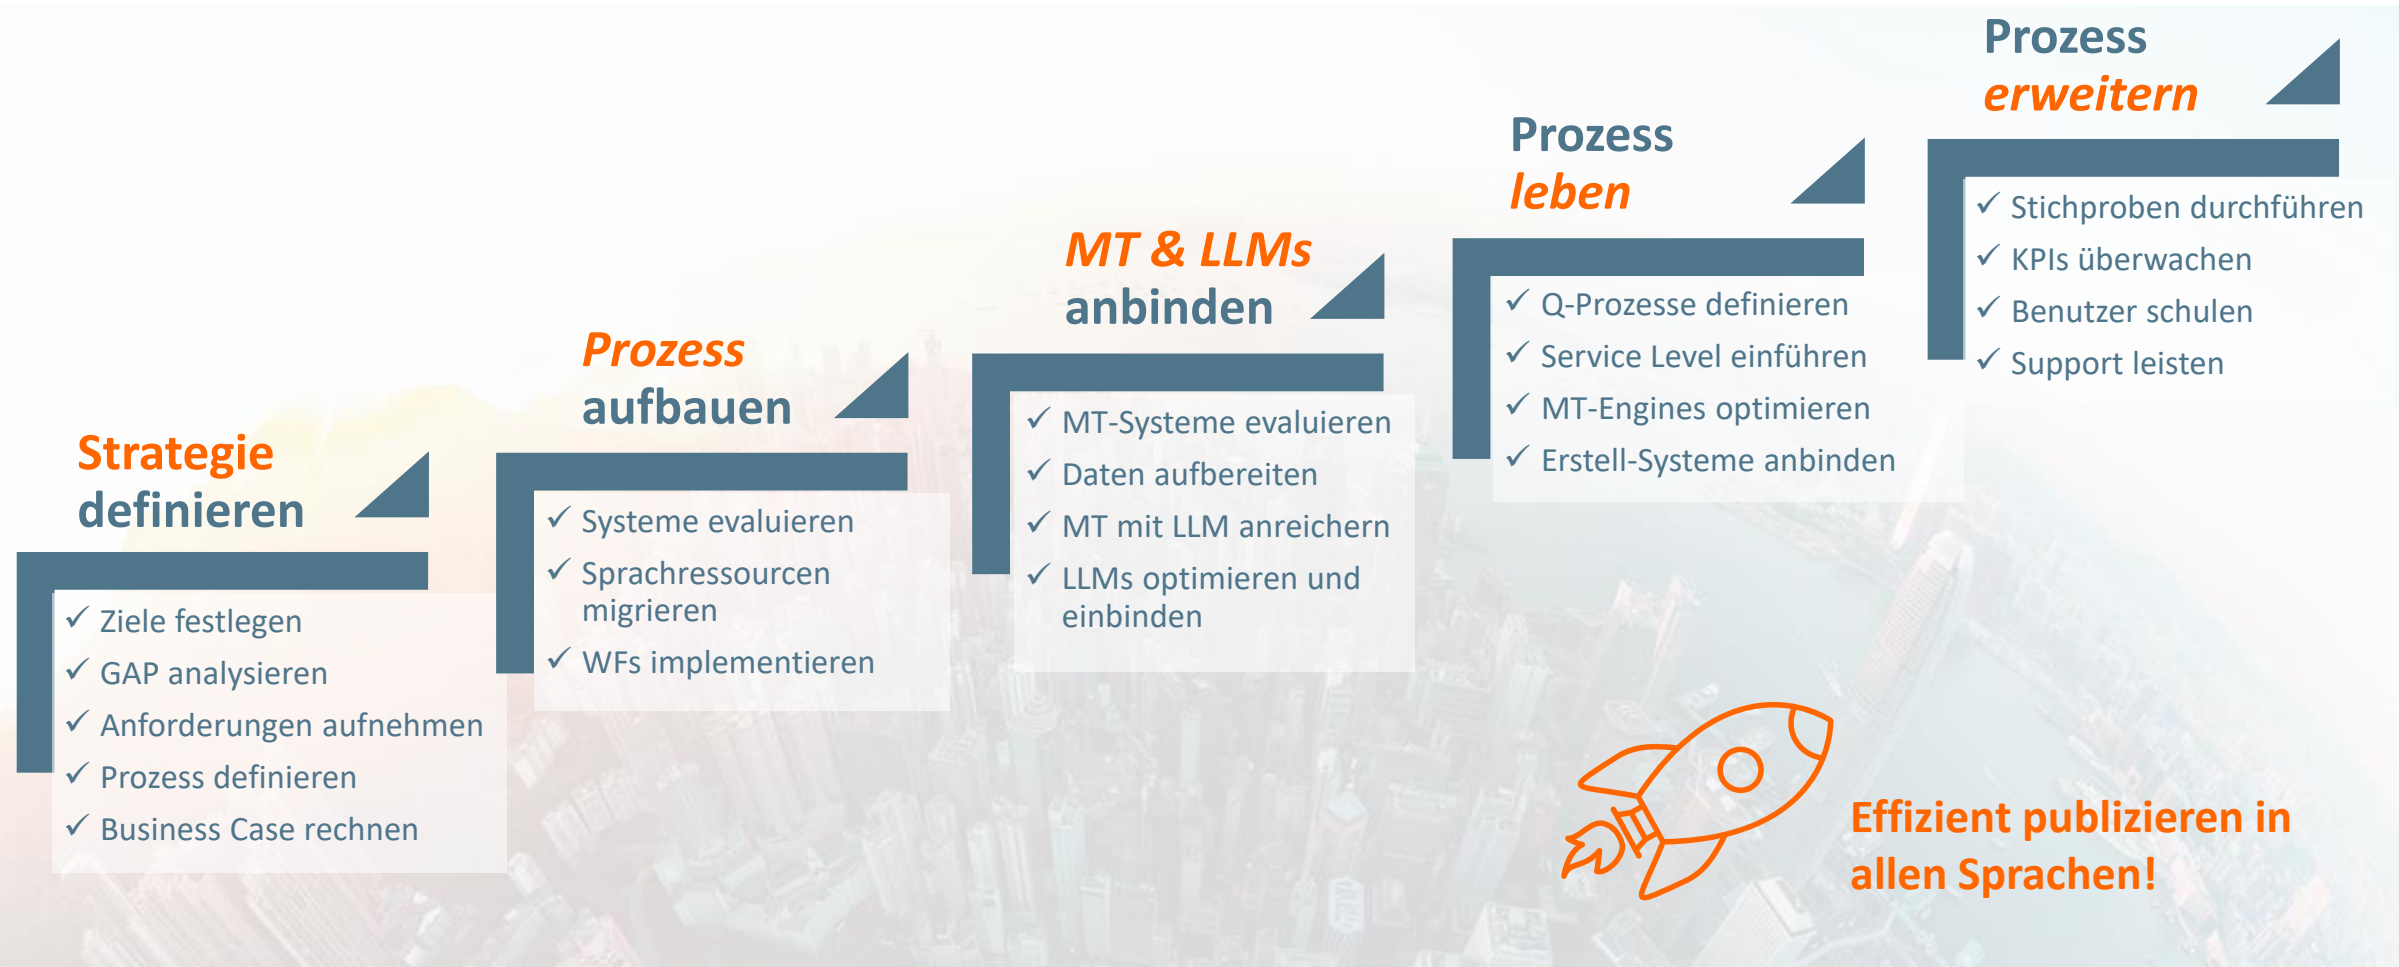 Strategie
definieren
✓ Ziele festlegen
✓ GAP analysieren
✓ Anforderungen aufnehmen
✓ Prozess definieren
✓ Business Case rechnen
Prozess
aufbauen
✓ Systeme evaluieren
✓ Sprachressourcen
migrieren
✓ WFs implementieren
MT & LLMs
anbinden
✓ MT-Systeme evaluieren
✓ Daten aufbereiten
✓ MT mit LLM anreichern
✓ LLMs optimieren und
einbinden
Prozess
leben
✓ Q-Prozesse definieren
✓ Service Level einführen
✓ MT-Engines optimieren
✓ Erstell-Systeme anbinden
Prozess
erweitern
✓ Stichproben durchführen
✓ KPIs überwachen
✓ Benutzer schulen
✓ Support leisten
Effizient publizieren in
allen Sprachen!